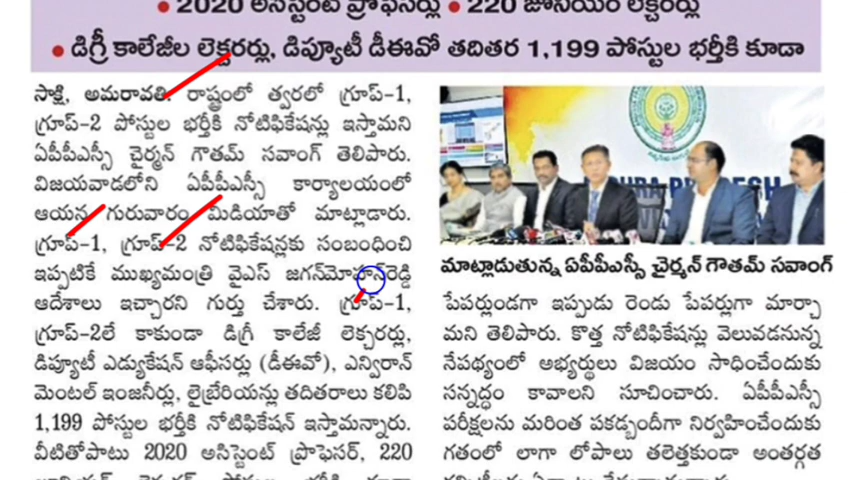 • 2020 అసిస్టెంట్ ప్రొఫెసర్లు • 220 జూనియర్ లెక్చరర్లు
• డిగ్రీ కాలేజీల లెక్చరర్లు, డిప్యూటీ డీఈవో తదితర 1,199 పోస్టుల భర్తీకి కూడా
సాక్షి, అమరావతి: రాష్ట్రంలో త్వరలో గ్రూప్-1,
గ్రూప్-2 పోస్టుల భర్తీకి నోటిఫికేషన్లు ఇస్తామని
ఏపీపీఎస్సీ చైర్మన్ గౌతమ్ సవాంగ్ తెలిపారు.
విజయవాడలోని ఏపీపీఎస్సీ కార్యాలయంలో
ఆయన గురువారం మీడియాతో మాట్లాడారు.
గ్రూప్-1, గ్రూప్-2 నోటిఫికేషన్లకు సంబంధించి
ఇప్పటికే ముఖ్యమంత్రి వైఎస్ జగన్‌మోహన్‌రెడ్డి
ఆదేశాలు ఇచ్చారని గుర్తు చేశారు. గ్రూప్-1,
గ్రూప్-2లే కాకుండా డిగ్రీ కాలేజీ లెక్చరర్లు,
డిప్యూటీ ఎడ్యుకేషన్ ఆఫీసర్లు (డీఈవో), ఎన్విరాన్
మెంటల్ ఇంజనీర్లు, లైబ్రేరియన్లు తదితరాలు కలిపి
1,199 పోస్టుల భర్తీకి నోటిఫికేషన్ ఇస్తామన్నారు.
వీటితోపాటు 2020 అసిస్టెంట్ ప్రొఫెసర్, 220
మాట్లాడుతున్న ఏపీపీఎస్సీ చైర్మన్ గౌతమ్ సవాంగ్
పేపర్లుండగా ఇప్పుడు రెండు పేపర్లుగా మార్చా
మని తెలిపారు. కొత్త నోటిఫికేషన్లు వెలువడనున్న
నేపథ్యంలో అభ్యర్థులు విజయం సాధించేందుకు
సన్నద్ధం కావాలని సూచించారు. ఏపీపీఎస్సీ
పరీక్షలను మరింత పకడ్బందీగా నిర్వహించేందుకు
గతంలో లాగా లోపాలు తలెత్తకుండా అంతర్గత